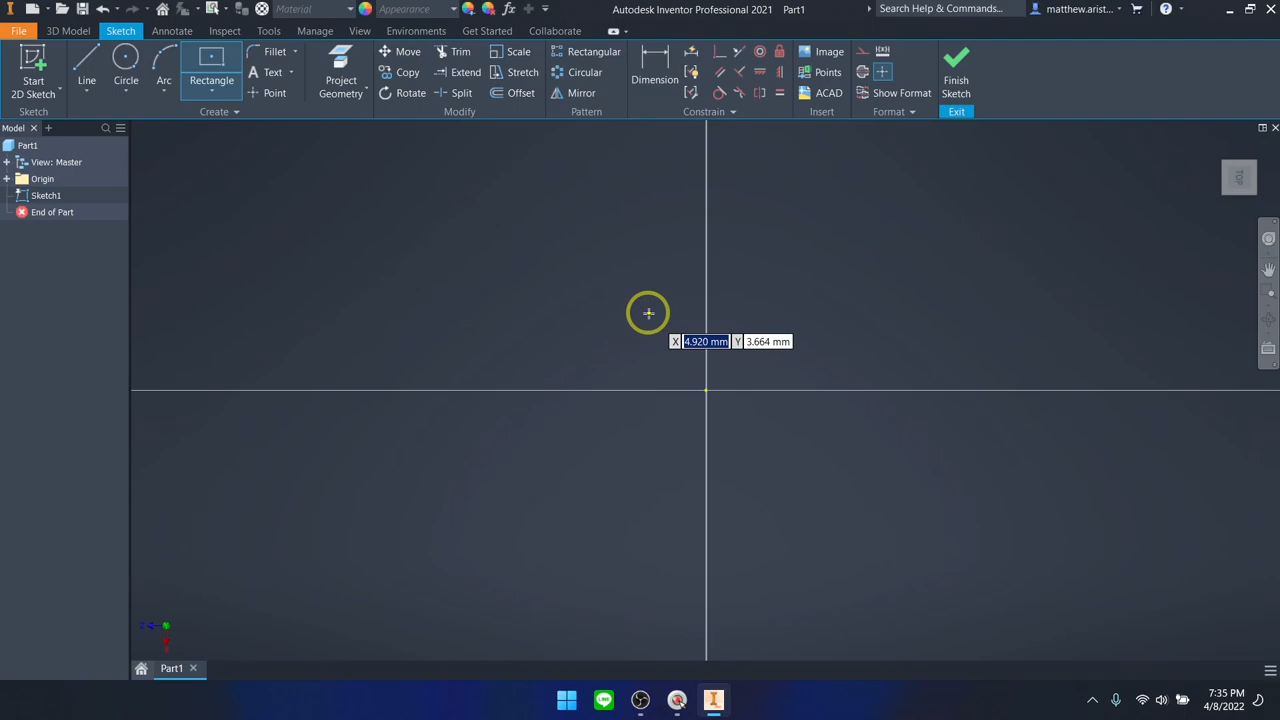 Material
Appearance
Autodesk Inventor Professional 2021 Part1
Search Help & Commands...
matthew.arist...
File
3D Model
Sketch
Annotate
Inspect
Tools
Manage
View
Environments
Get Started
Collaborate
Start
2D Sketch
Line
Circle
Arc
Rectangle
Fillet
Text
Point
Project
Geometry
Move
Copy
Rotate
Trim
Extend
Split
Scale
Stretch
Offset
Rectangular
Circular
Mirror
Dimension
Image
Points
ACAD
Show Format
Finish
Sketch
Sketch
Create
Modify
Pattern
Constrain
Insert
Format
Exit
Model
Part1
View: Master
Origin
Sketch1
End of Part
TOP
X 4.920 mm Y 3.664 mm
Part1
7:35 PM
4/8/2022